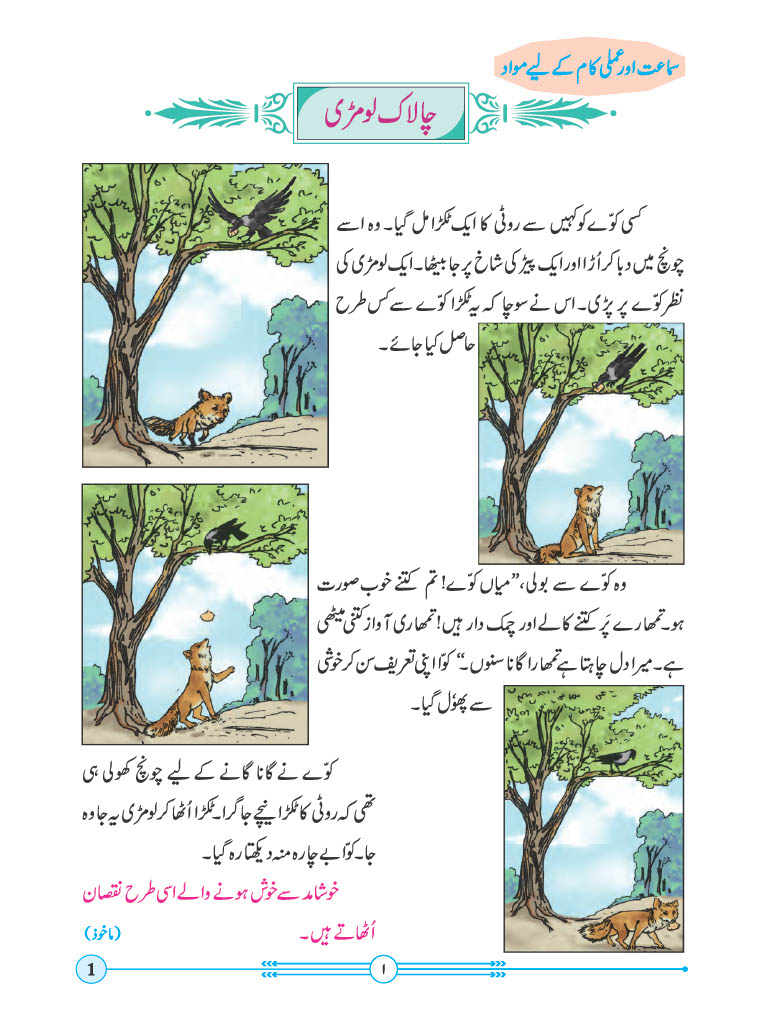 سماعت اور عملی کام کے لیے مواد
چالاک لومڑی
کسی کوّے کو کہیں سے روٹی کا ایک ٹکڑا مل گیا۔ وہ اسے
چونچ میں دبا کر اُڑا اور ایک پیڑ کی شاخ پر جا بیٹھا۔ ایک لومڑی کی
نظر کوّے پر پڑی۔ اس نے سوچا کہ یہ ٹکڑا کوّے سے کس طرح
حاصل کیا جائے۔
وہ کوّے سے بولی، ”میاں کوّے! تم کتنے خوب صورت
ہو۔ تمھارے پَر کتنے کالے اور چمک دار ہیں! تمھاری آواز کتنی میٹھی
ہے۔ میرا دل چاہتا ہے تمھارا گانا سنوں۔“ کوّا اپنی تعریف سن کر خوشی
سے پھوٗل گیا۔
کوّے نے گانا گانے کے لیے چونچ کھولی ہی
تھی کہ روٹی کا ٹکڑا نیچے جا گرا۔ ٹکڑا اُٹھا کر لومڑی یہ جا وہ
جا۔ کوّا بے چارہ منہ دیکھتا رہ گیا۔
خوشامد سے خوش ہونے والے اسی طرح نقصان
اُٹھاتے ہیں۔ (ماخوذ)
1 ۱